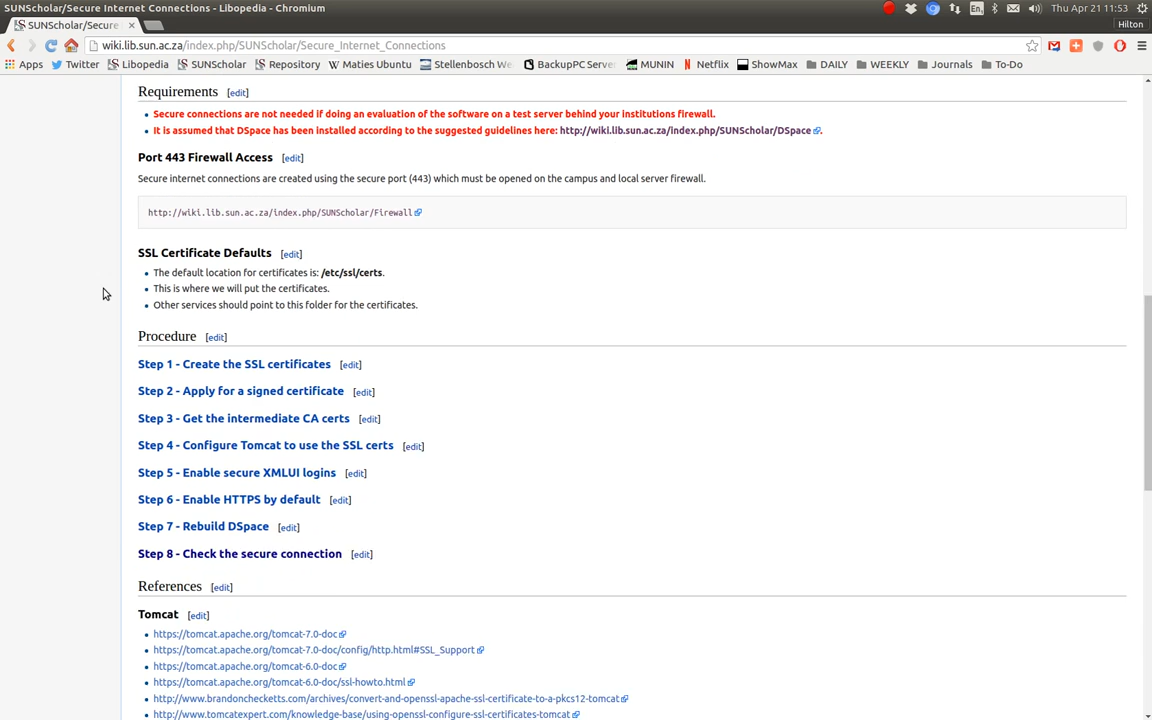 SUNScholar/Secure Internet Connections - Libopedia - Chromium
En
Thu Apr 21 11:53
SUNScholar/Secure
Hilton
wiki.lib.sun.ac.za/index.php/SUNScholar/Secure_Internet_Connections
Apps Twitter Libopedia SUNScholar Repository Maties Ubuntu Stellenbosch We BackupPC Serve MUNIN Netflix ShowMax DAILY WEEKLY Journals To-Do
Requirements [edit]
Secure connections are not needed if doing an evaluation of the software on a test server behind your institutions firewall.
It is assumed that DSpace has been installed according to the suggested guidelines here: http://wiki.lib.sun.ac.za/index.php/SUNScholar/DSpace.
Port 443 Firewall Access [edit]
Secure internet connections are created using the secure port (443) which must be opened on the campus and local server firewall.
http://wiki.lib.sun.ac.za/index.php/SUNScholar/Firewall
SSL Certificate Defaults [edit]
The default location for certificates is: /etc/ssl/certs.
This is where we will put the certificates.
Other services should point to this folder for the certificates.
Procedure [edit]
Step 1 - Create the SSL certificates [edit]
Step 2 - Apply for a signed certificate [edit]
Step 3 - Get the intermediate CA certs [edit]
Step 4 - Configure Tomcat to use the SSL certs [edit]
Step 5 - Enable secure XMLUI logins [edit]
Step 6 - Enable HTTPS by default [edit]
Step 7 - Rebuild DSpace [edit]
Step 8 - Check the secure connection [edit]
References [edit]
Tomcat [edit]
https://tomcat.apache.org/tomcat-7.0-doc
https://tomcat.apache.org/tomcat-7.0-doc/config/http.html#SSL_Support
https://tomcat.apache.org/tomcat-6.0-doc
https://tomcat.apache.org/tomcat-6.0-doc/ssl-howto.html
http://www.brandonchecketts.com/archives/convert-and-openssl-apache-ssl-certificate-to-a-pkcs12-tomcat
http://www.tomcatexpert.com/knowledge-base/using-openssl-configure-ssl-certificates-tomcat